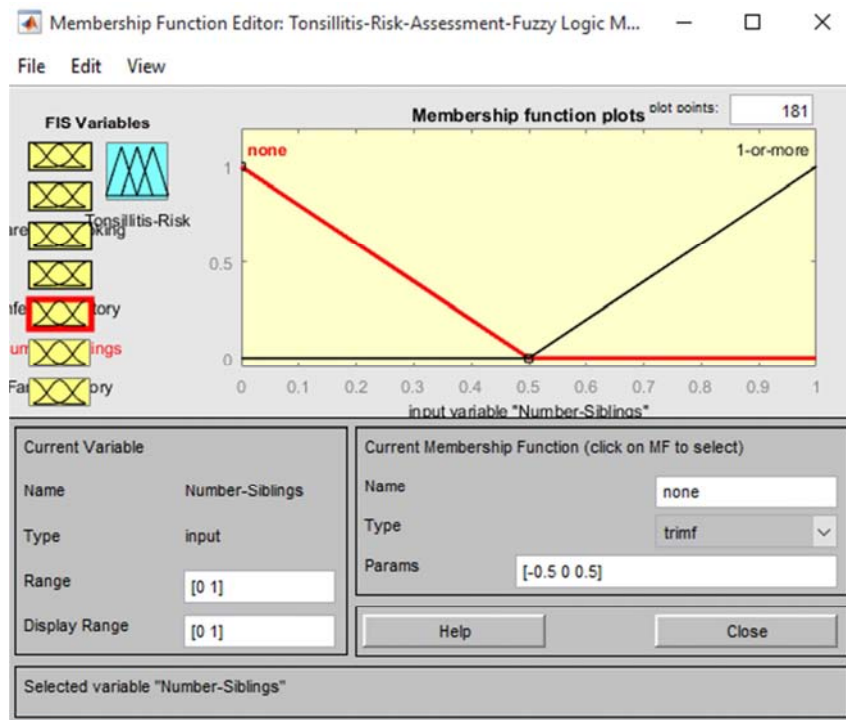 Membership Function Editor: Tonsillitis-Risk-Assessment-Fuzzy Logic M...
File Edit View
FIS Variables
Membership function plots
plot points:
181
none
1-or-more
Tonsillitis-Risk
1
0.5
0
0 0.1 0.2 0.3 0.4 0.5 0.6 0.7 0.8 0.9 1
input variable "Number-Siblings"
Current Variable
Name Number-Siblings
Type input
Range [0 1]
Display Range [0 1]
Current Membership Function (click on MF to select)
Name none
Type trimf
Params [-0.5 0 0.5]
Help Close
Selected variable "Number-Siblings"